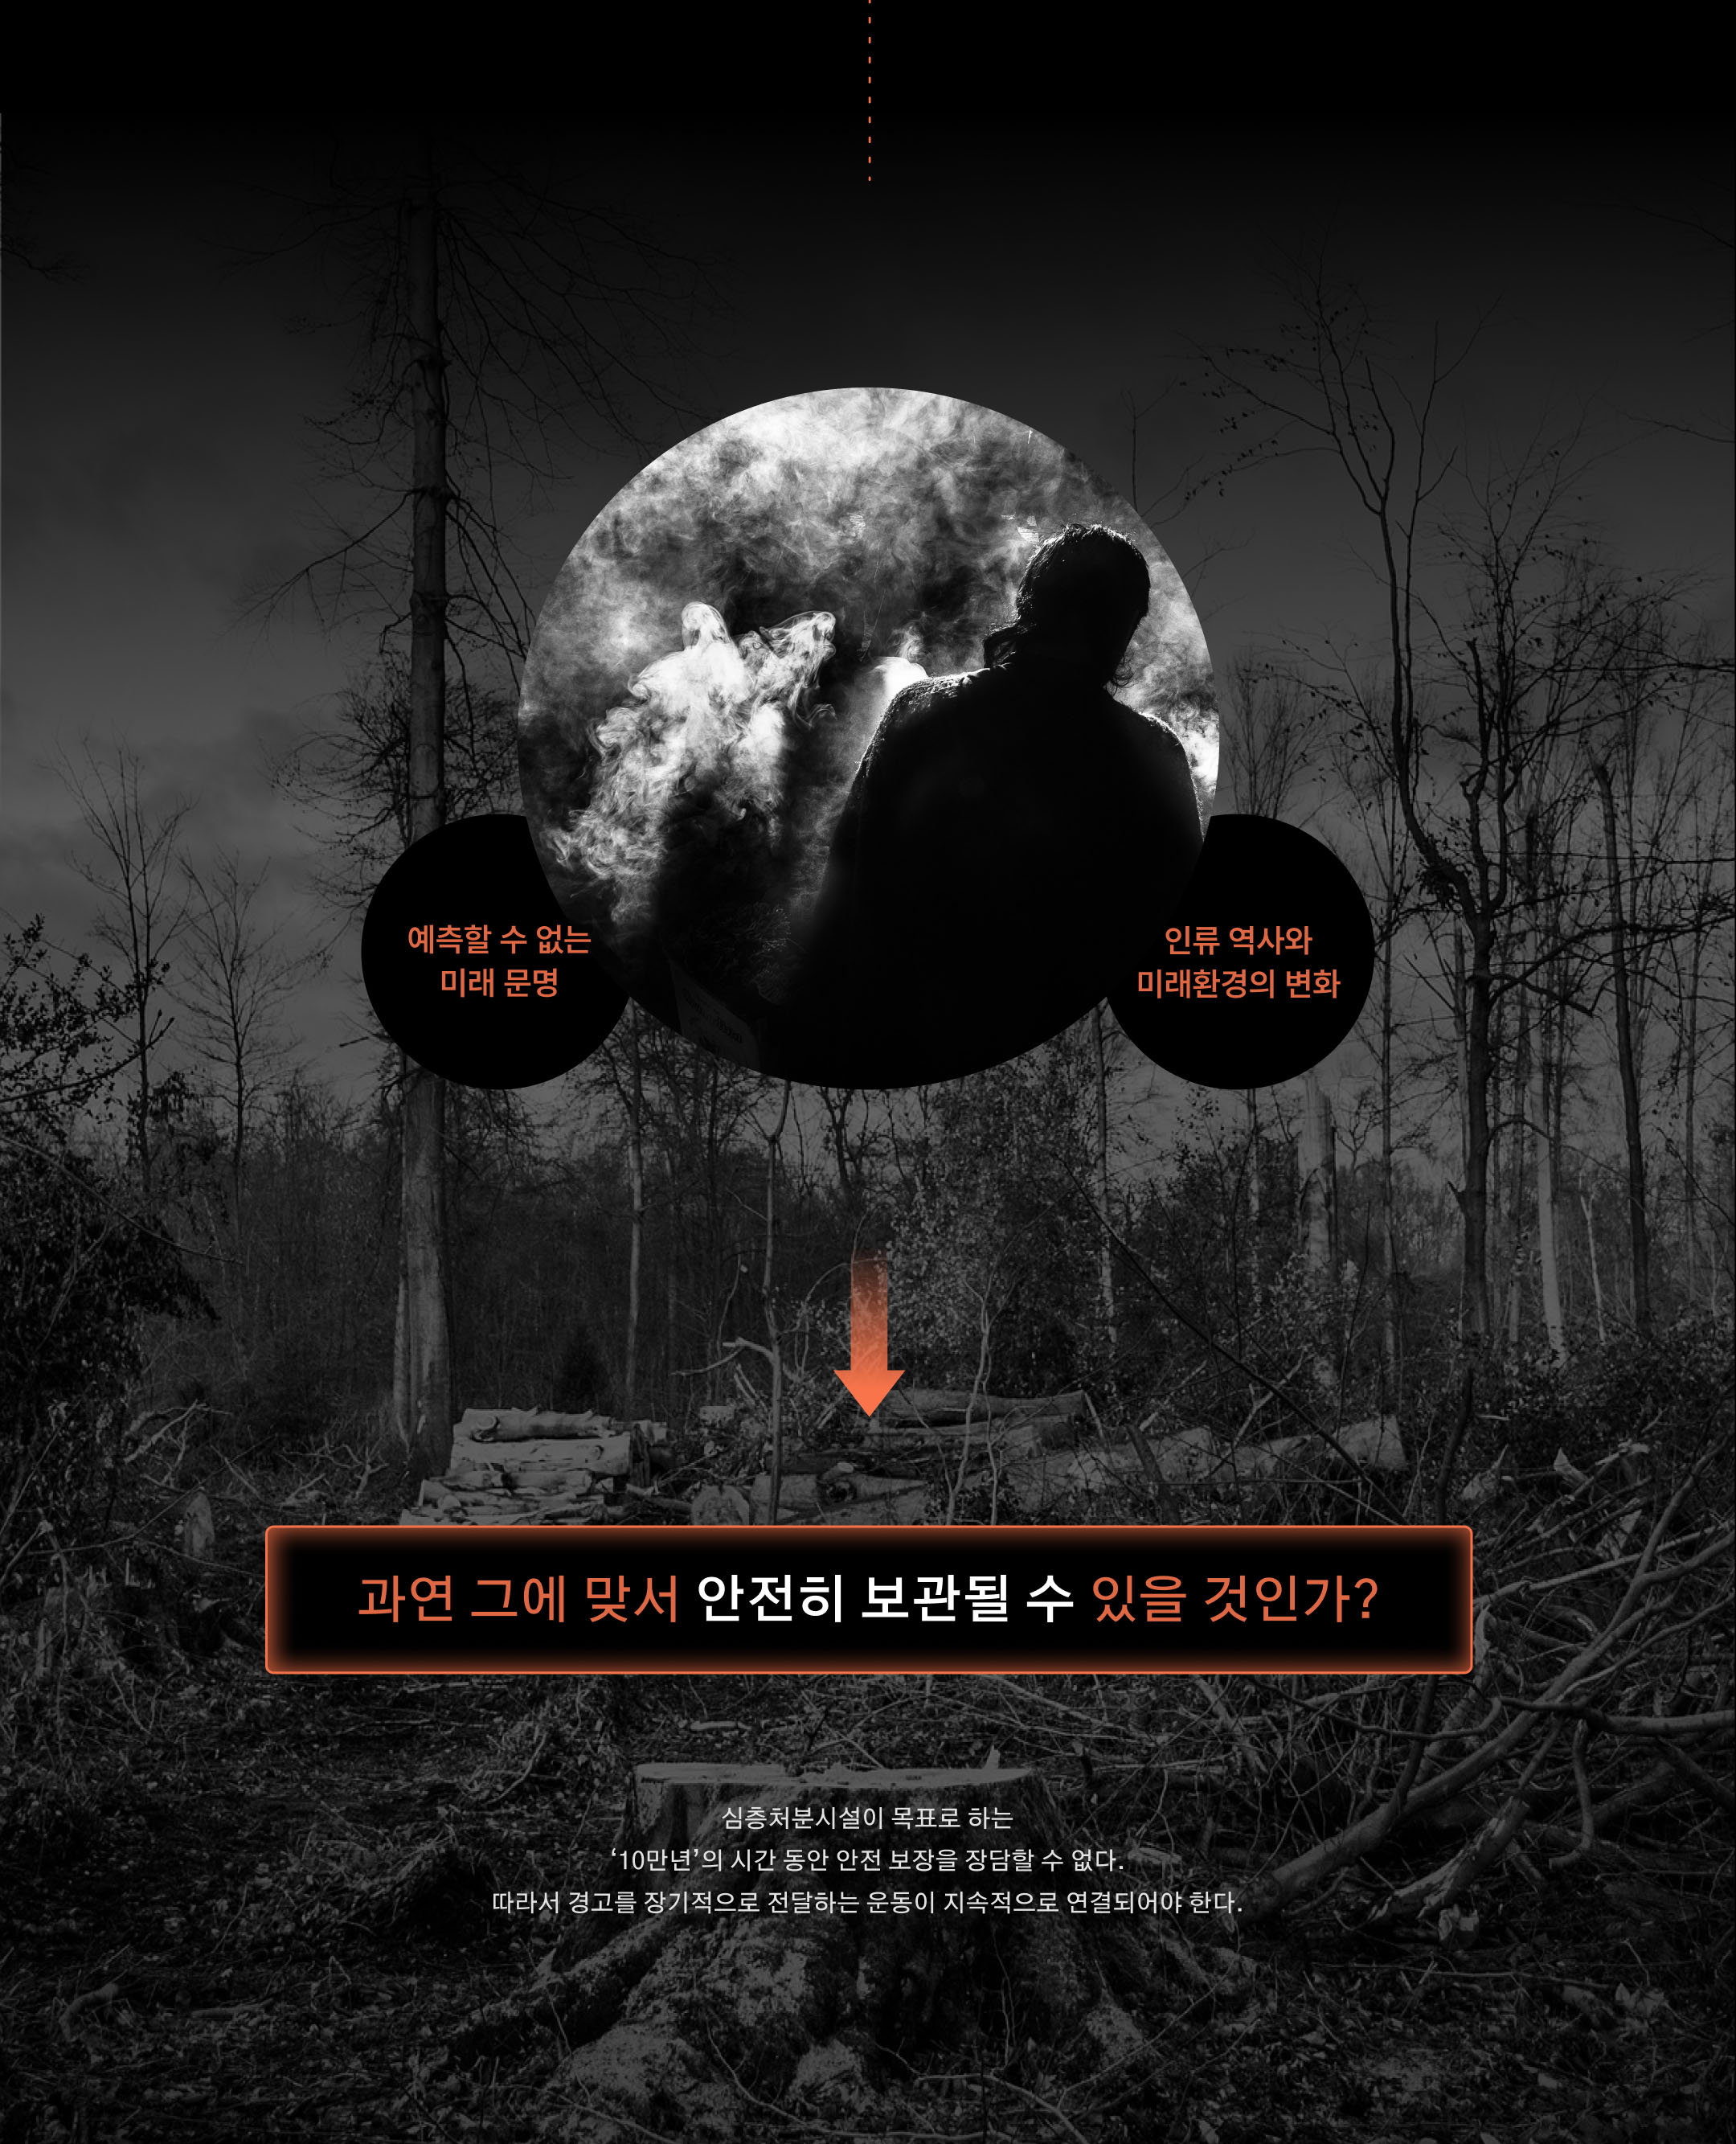 예측할 수 없는
미래 문명
인류 역사와
미래환경의 변화
과연 그에 맞서 안전히 보관될 수 있을 것인가?
심층처분시설이 목표로 하는
‘10만년’의 시간 동안 안전 보장을 장담할 수 없다.
따라서 경고를 장기적으로 전달하는 운동이 지속적으로 연결되어야 한다.